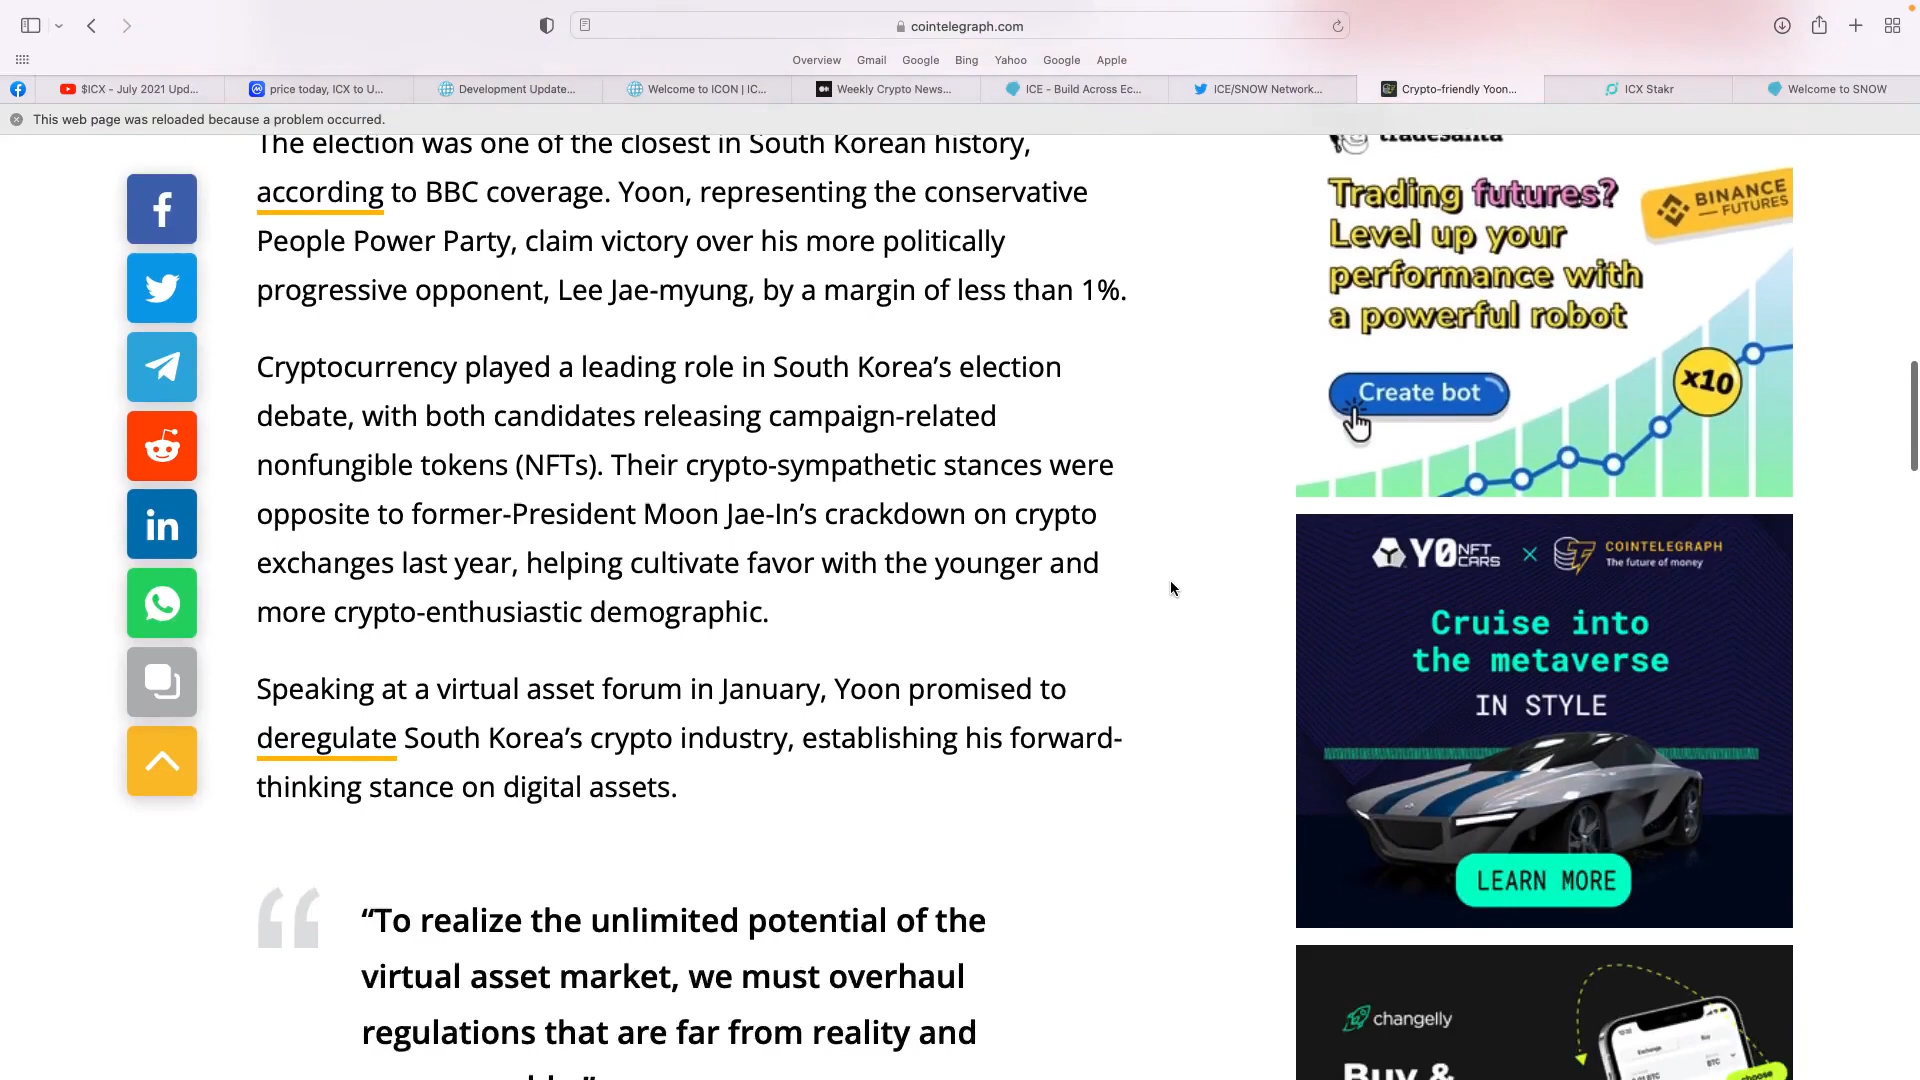 cointelegraph.com
Overview Gmail Google Bing Yahoo Google Apple
$ICX - July 2021 Upd...
price today, ICX to U...
Development Update...
Welcome to ICON | IC...
Weekly Crypto News...
ICE - Build Across Ec...
ICE/SNOW Network...
Crypto-friendly Yoon...
ICX Stakr
Welcome to SNOW
This web page was reloaded because a problem occurred.
The election was one of the closest in South Korean history,
according to BBC coverage. Yoon, representing the conservative
People Power Party, claim victory over his more politically
progressive opponent, Lee Jae-myung, by a margin of less than 1%.
Cryptocurrency played a leading role in South Korea’s election
debate, with both candidates releasing campaign-related
nonfungible tokens (NFTs). Their crypto-sympathetic stances were
opposite to former-President Moon Jae-In’s crackdown on crypto
exchanges last year, helping cultivate favor with the younger and
more crypto-enthusiastic demographic.
Speaking at a virtual asset forum in January, Yoon promised to
deregulate South Korea’s crypto industry, establishing his forward-
thinking stance on digital assets.
“To realize the unlimited potential of the
virtual asset market, we must overhaul
regulations that are far from reality and
tradesanta
Trading futures?
Level up your
performance with
a powerful robot
BINANCE
FUTURES
Create bot
x10
Y0 NFT CARS × COINTELEGRAPH
The future of money
Cruise into
the metaverse
IN STYLE
LEARN MORE
changelly
Buy &
Exchange Buy
BTC
choose